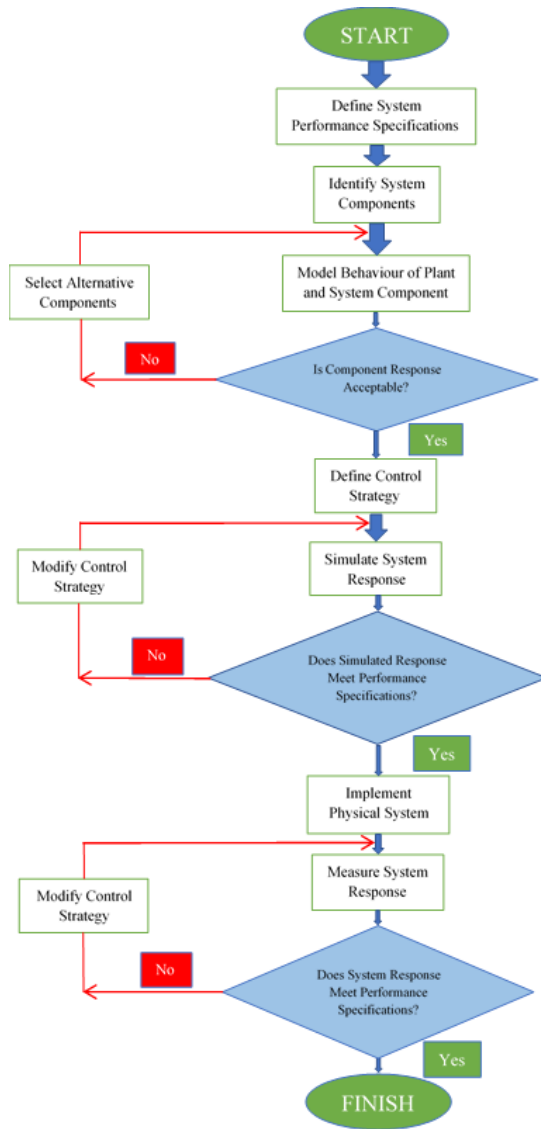 START
Define System
Performance Specifications
Identify System
Components
Select Alternative
Components
Model Behaviour of Plant
and System Component
No
Is Component Response
Acceptable?
Yes
Define Control
Strategy
Modify Control
Strategy
Simulate System
Response
No
Does Simulated Response
Meet Performance
Specifications?
Yes
Implement
Physical System
Modify Control
Strategy
Measure System
Response
No
Does System Response
Meet Performance
Specifications?
Yes
FINISH